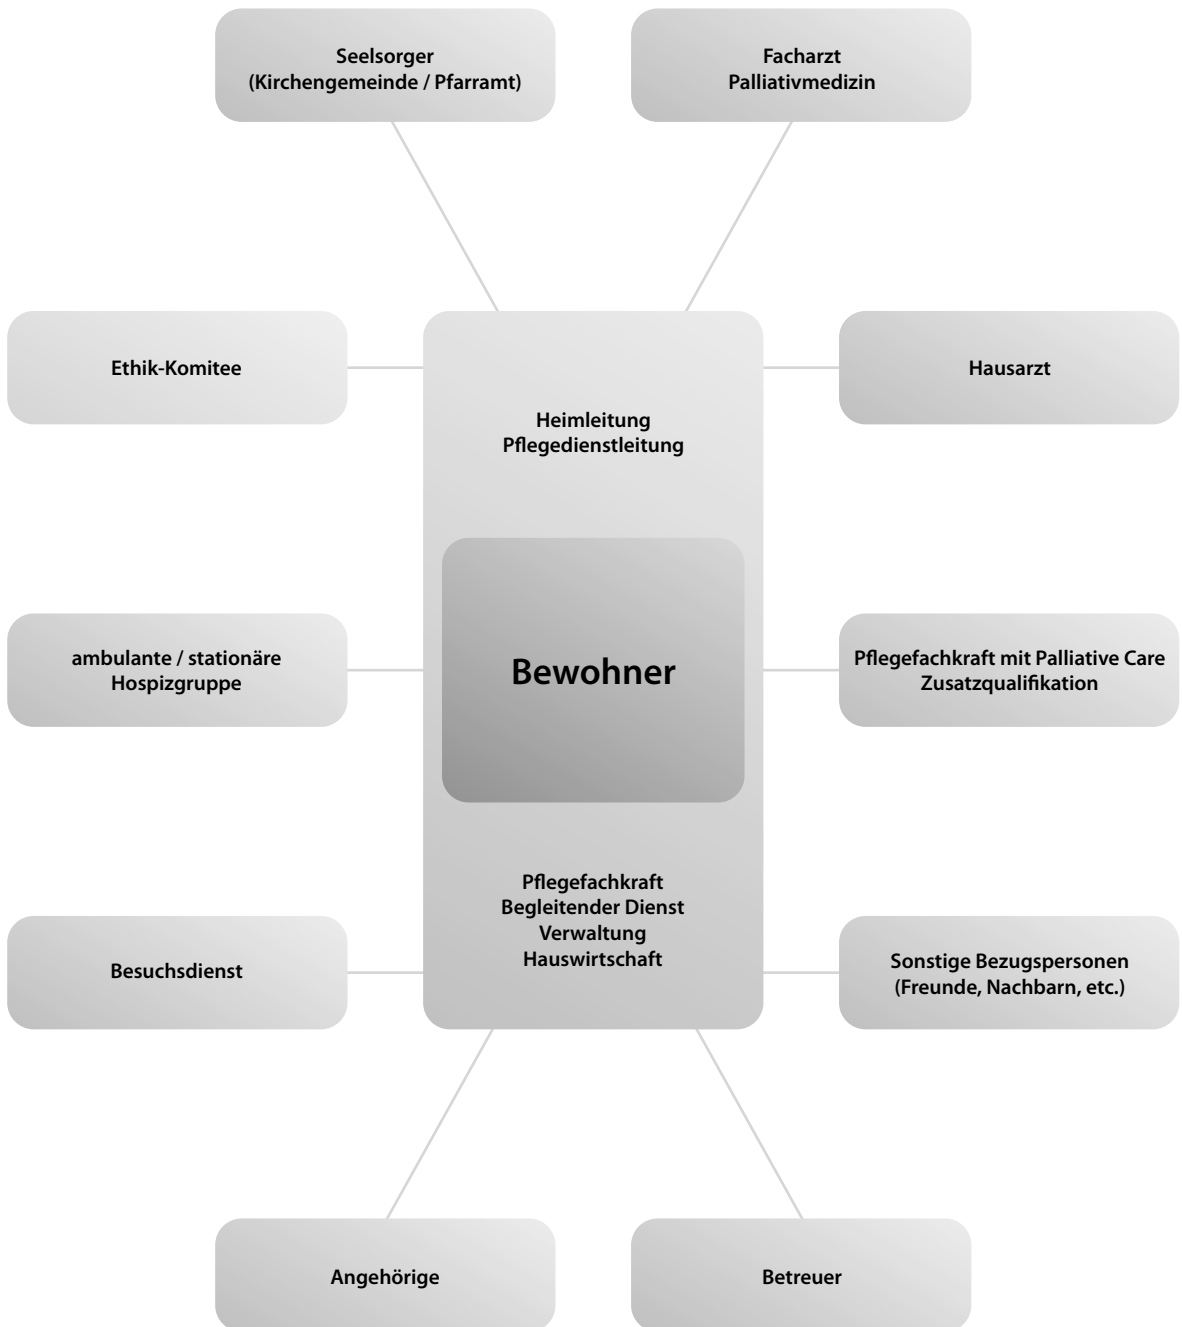 Seelsorger
(Kirchengemeinde / Pfarramt)
Facharzt
Palliativmedizin
Ethik-Komitee
Heimleitung
Pflegedienstleitung
Hausarzt
ambulante / stationäre
Hospizgruppe
Bewohner
Pflegefachkraft mit Palliative Care
Zusatzqualifikation
Besuchsdienst
Pflegefachkraft
Begleitender Dienst
Verwaltung
Hauswirtschaft
Sonstige Bezugspersonen
(Freunde, Nachbarn, etc.)
Angehörige
Betreuer